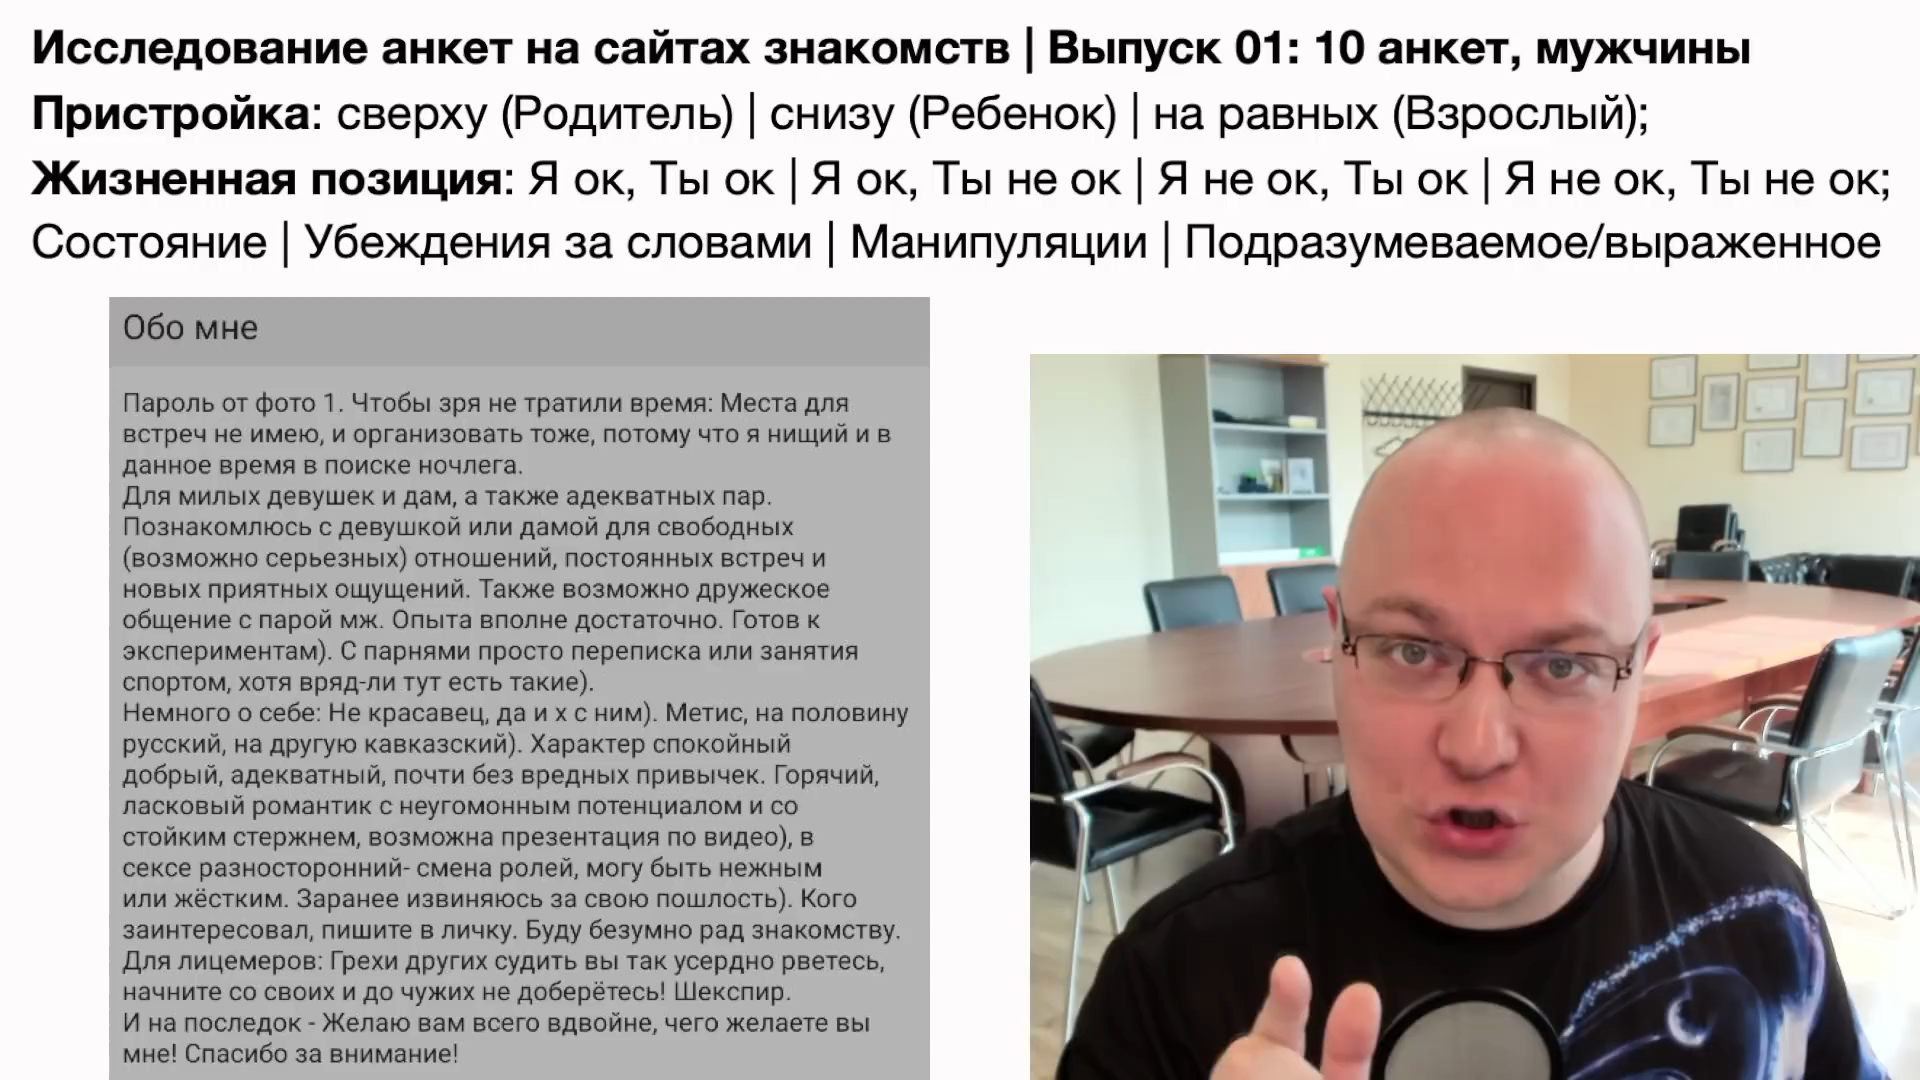 Исследование анкет на сайтах знакомств | Выпуск 01: 10 анкет, мужчины
Пристройка: сверху (Родитель) | снизу (Ребенок) | на равных (Взрослый);
Жизненная позиция: Я ок, Ты ок | Я ок, Ты не ок | Я не ок, Ты ок | Я не ок, Ты не ок;
Состояние | Убеждения за словами | Манипуляции | Подразумеваемое/выраженное
Обо мне
Пароль от фото 1. Чтобы зря не тратили время: Места для
встреч не имею, и организовать тоже, потому что я нищий и в
данное время в поиске ночлега.
Для милых девушек и дам, а также адекватных пар.
Познакомлюсь с девушкой или дамой для свободных
(возможно серьезных) отношений, постоянных встреч и
новых приятных ощущений. Также возможно дружеское
общение с парой мж. Опыта вполне достаточно. Готов к
экспериментам). С парнями просто переписка или занятия
спортом, хотя вряд-ли тут есть такие).
Немного о себе: Не красавец, да и х с ним). Метис, на половину
русский, на другую кавказский). Характер спокойный
добрый, адекватный, почти без вредных привычек. Горячий,
ласковый романтик с неугомонным потенциалом и со
стойким стержнем, возможна презентация по видео), в
сексе разносторонний- смена ролей, могу быть нежным
или жёстким. Заранее извиняюсь за свою пошлость). Кого
заинтересовал, пишите в личку. Буду безумно рад знакомству.
Для лицемеров: Грехи других судить вы так усердно рветесь,
начните со своих и до чужих не доберётесь! Шекспир.
И на последок - Желаю вам всего вдвойне, чего желаете вы
мне! Спасибо за внимание!